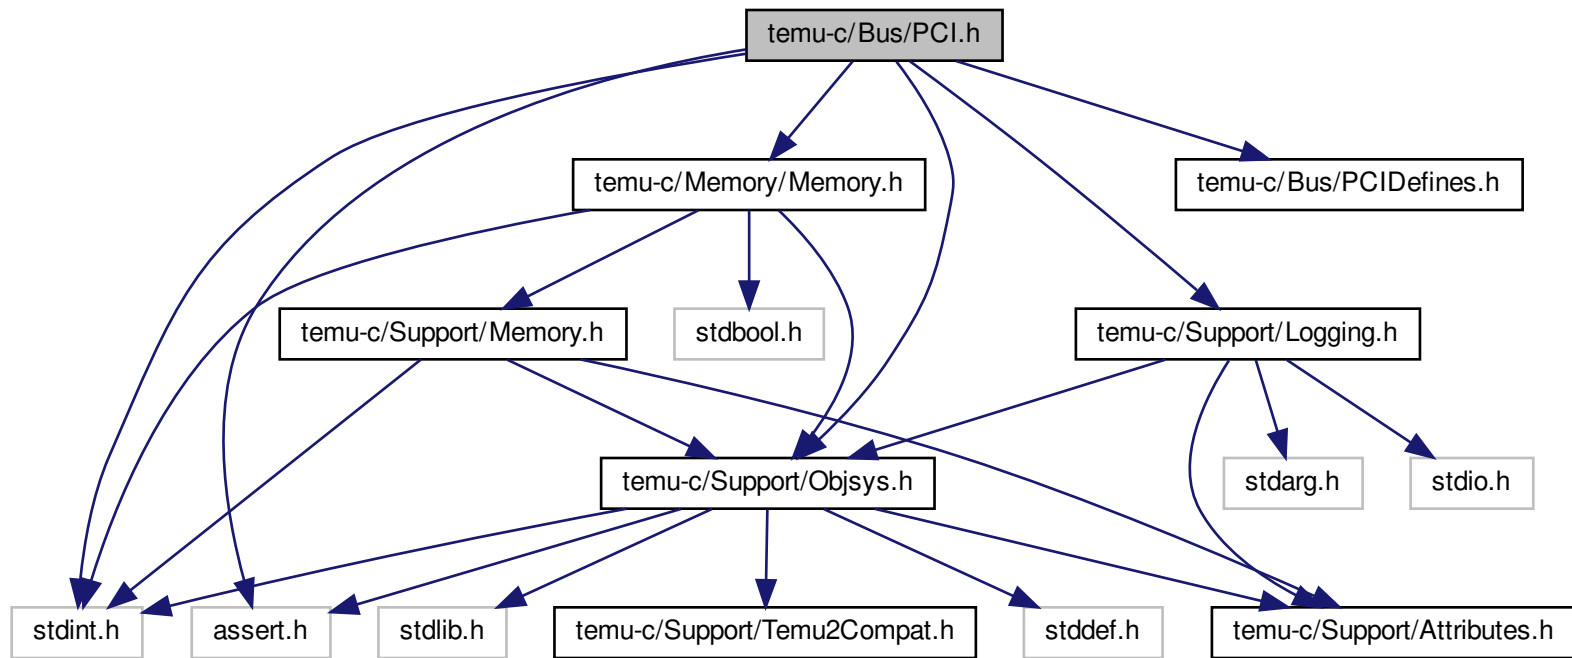 temu-c/Bus/PCI.h
temu-c/Memory/Memory.h
temu-c/Bus/PCIDefines.h
temu-c/Support/Memory.h
stdbool.h
temu-c/Support/Logging.h
temu-c/Support/Objsys.h
stdarg.h
stdio.h
stdint.h
assert.h
stdlib.h
temu-c/Support/Temu2Compat.h
stddef.h
temu-c/Support/Attributes.h